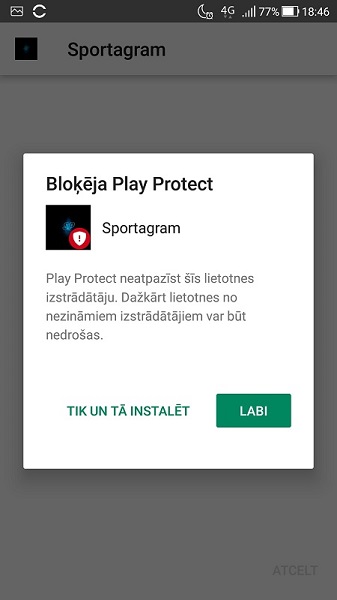 4G 77% 18:46
Sportagram
Bloķēja Play Protect
Sportagram
Play Protect neatpazīst šīs lietotnes
izstrādātāju. Dažkārt lietotnes no
nezināmiem izstrādātājiem var būt
nedrošas.
TIK UN TĀ INSTALĒT LABI
ATCELT